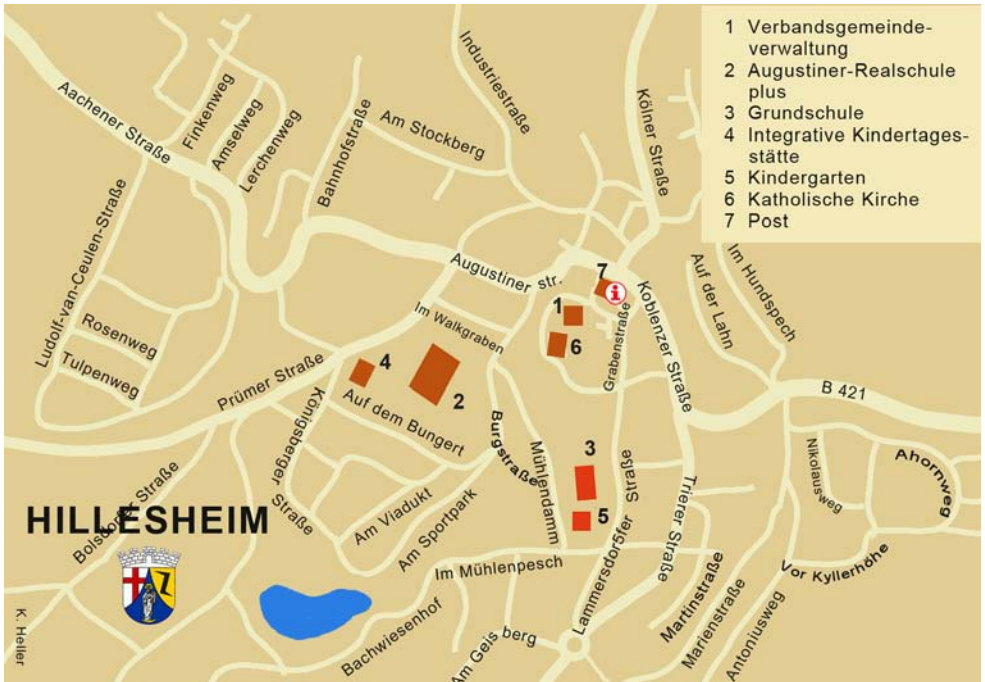 1 Verbandsgemeinde-
verwaltung
2 Augustiner-Realschule
plus
3 Grundschule
4 Integrative Kindertages-
stätte
5 Kindergarten
6 Katholische Kirche
7 Post
Aachener Straße
Finkenweg
Amselweg
Lerchenweg
Bahnhofstraße
Am Stockberg
Industriestraße
Kölner Straße
Ludolf-van-Ceulen-Straße
Rosenweg
Tulpenweg
Prümer Straße
Augustiner str.
Im Walkgraben
7
i
1
6
Grabenstraße
Koblenzer Straße
Auf der Lahn
Im Hundspech
B 421
4
2
Königsberger
Straße
Auf dem Bungert
Burgstraße
Mühlendamm
3
5
Lammersdorfer
Straße
Trierer Straße
Nikolaus-weg
Ahornweg
Vor Kyllerhöhe
HILLESHEIM
Bolsdorfer Straße
Am Viadukt
Am Sportpark
Im Mühlenpesch
Bachwiesenhof
Am Geis berg
Martinstraße
Marienstraße
Antoniusweg
K. Heller